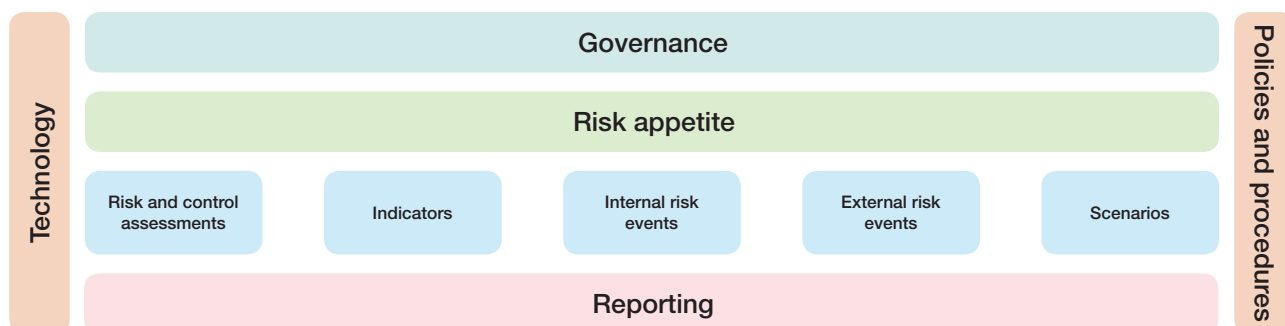 Technology
Governance
Risk appetite
Risk and control
assessments
Indicators
Internal risk
events
External risk
events
Scenarios
Reporting
Policies and procedures